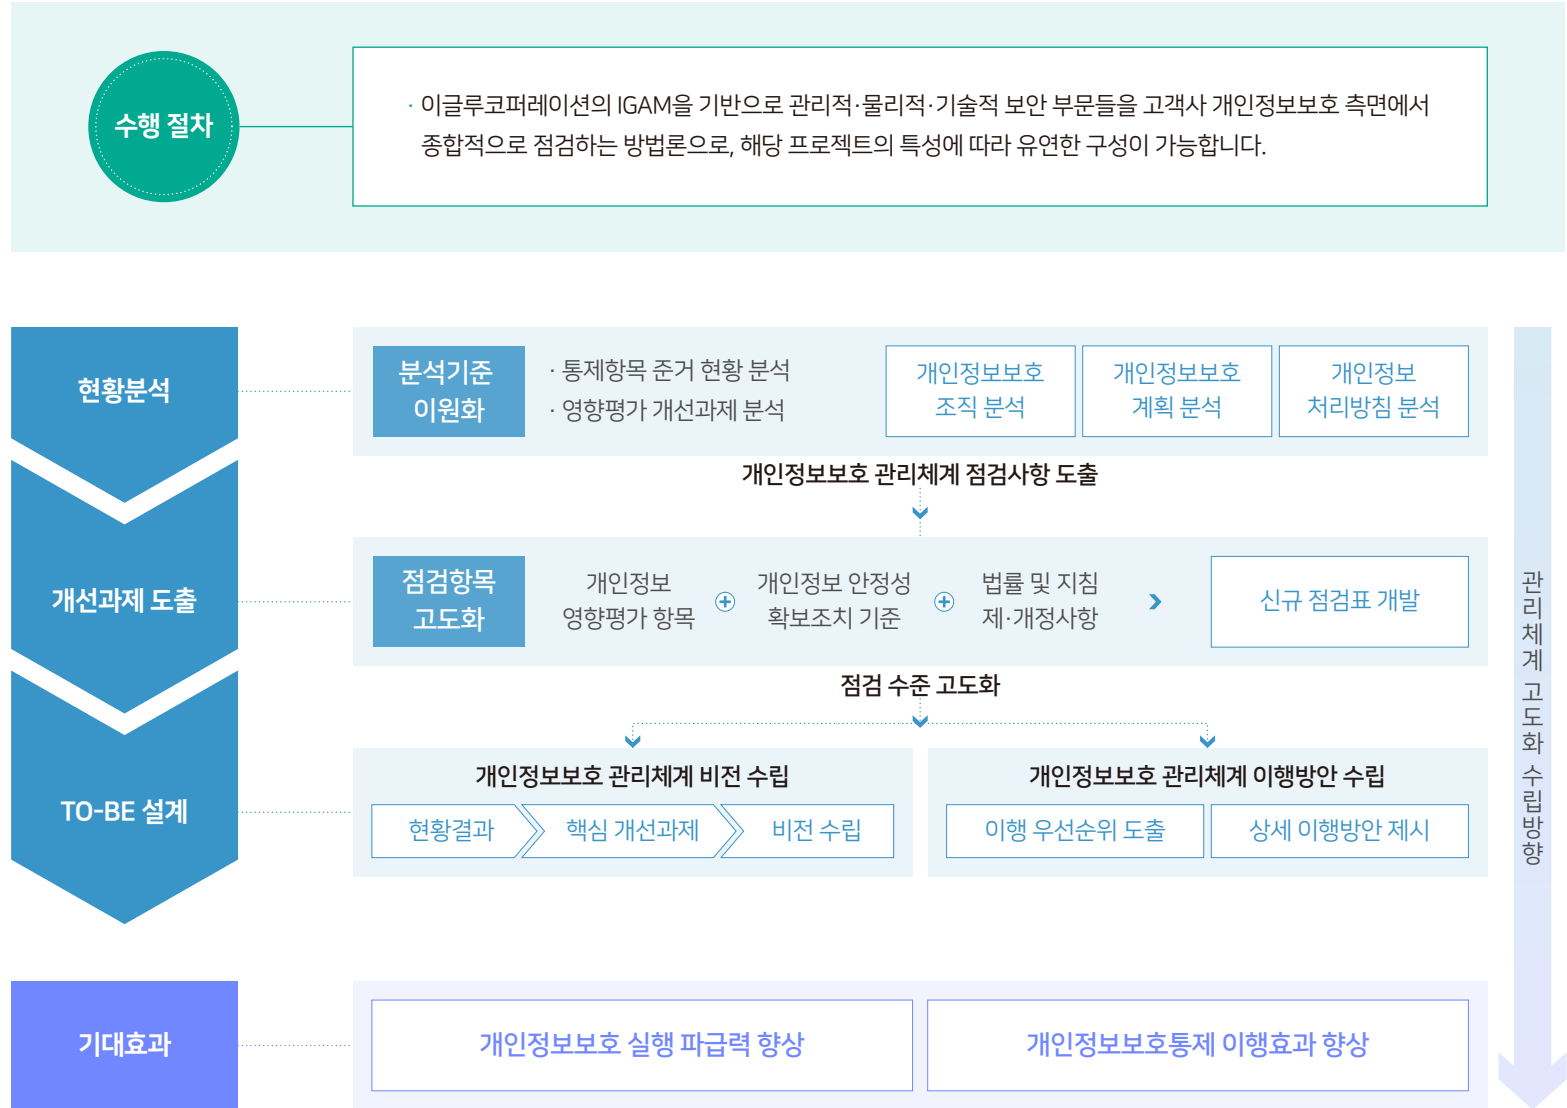 수행 절차
· 이글루코퍼레이션의 IGAM을 기반으로 관리적·물리적·기술적 보안 부문들을 고객사 개인정보보호 측면에서
종합적으로 점검하는 방법론으로, 해당 프로젝트의 특성에 따라 유연한 구성이 가능합니다.
현황분석
분석기준
이원화
· 통제항목 준거 현황 분석
· 영향평가 개선과제 분석
개인정보보호
조직 분석
개인정보보호
계획 분석
개인정보
처리방침 분석
개인정보보호 관리체계 점검사항 도출
개선과제 도출
점검항목
고도화
개인정보
영향평가 항목
개인정보 안정성
확보조치 기준
법률 및 지침
제·개정사항
신규 점검표 개발
점검 수준 고도화
TO-BE 설계
개인정보보호 관리체계 비전 수립
현황결과
핵심 개선과제
비전 수립
개인정보보호 관리체계 이행방안 수립
이행 우선순위 도출
상세 이행방안 제시
관리체계 고도화 수립방향
기대효과
개인정보보호 실행 파급력 향상
개인정보보호통제 이행효과 향상